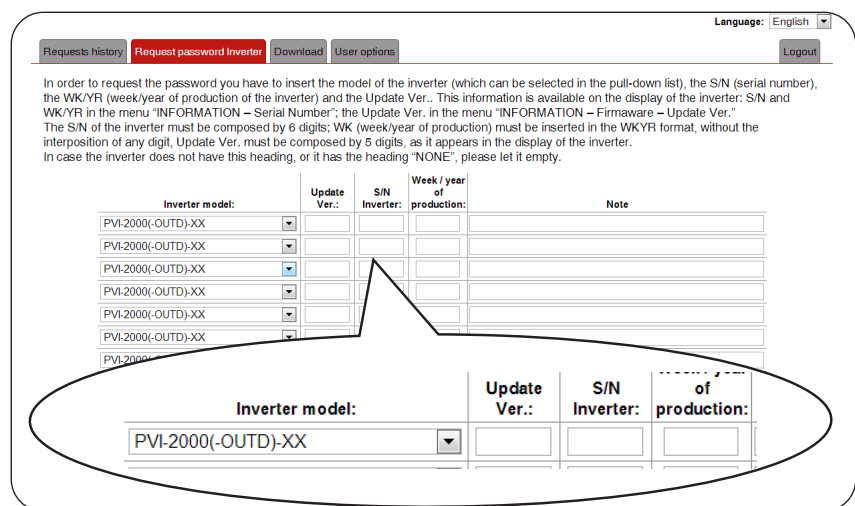 Language: English
Requests history Request password Inverter Download User options Logout
In order to request the password you have to insert the model of the inverter (which can be selected in the pull-down list), the S/N (serial number),
the WK/YR (week/year of production of the inverter) and the Update Ver.. This information is available on the display of the inverter: S/N and
WK/YR in the menu “INFORMATION – Serial Number”; the Update Ver. in the menu “INFORMATION – Firmaware – Update Ver.”
The S/N of the inverter must be composed by 6 digits; WK (week/year of production) must be inserted in the WKYR format, without the
interposition of any digit, Update Ver. must be composed by 5 digits, as it appears in the display of the inverter.
In case the inverter does not have this heading, or it has the heading “NONE”, please let it empty.
Inverter model: Update Ver.: S/N Inverter: Week / year of production: Note
PVI-2000(-OUTD)-XX
PVI-2000(-OUTD)-XX
PVI-2000(-OUTD)-XX
PVI-2000(-OUTD)-XX
PVI-2000(-OUTD)-XX
PVI-2000(-OUTD)-XX
Inverter model: Update Ver.: S/N Inverter: of production:
PVI-2000(-OUTD)-XX